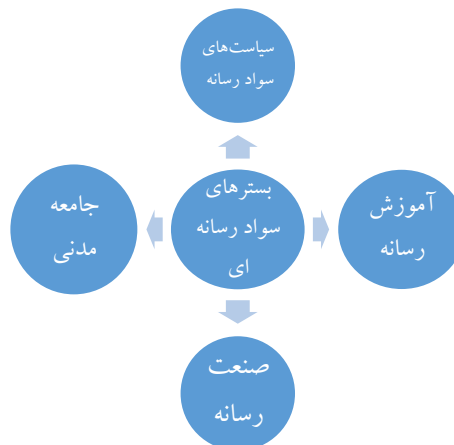 سیاست‌های
سواد رسانه
بسترهای
سواد رسانه
ای
آموزش
رسانه
جامعه
مدنی
صنعت
رسانه